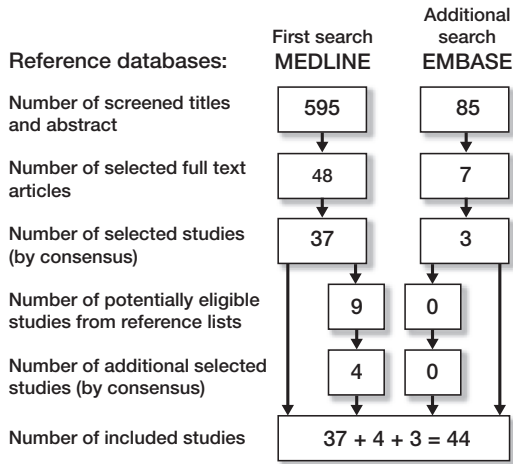 Additional
First search search
Reference databases: MEDLINE EMBASE
Number of screened titles
and abstract
595 85
Number of selected full text
articles
48 7
Number of selected studies
(by consensus)
37 3
Number of potentially eligible
studies from reference lists
9 0
Number of additional selected
studies (by consensus)
4 0
Number of included studies 37 + 4 + 3 = 44